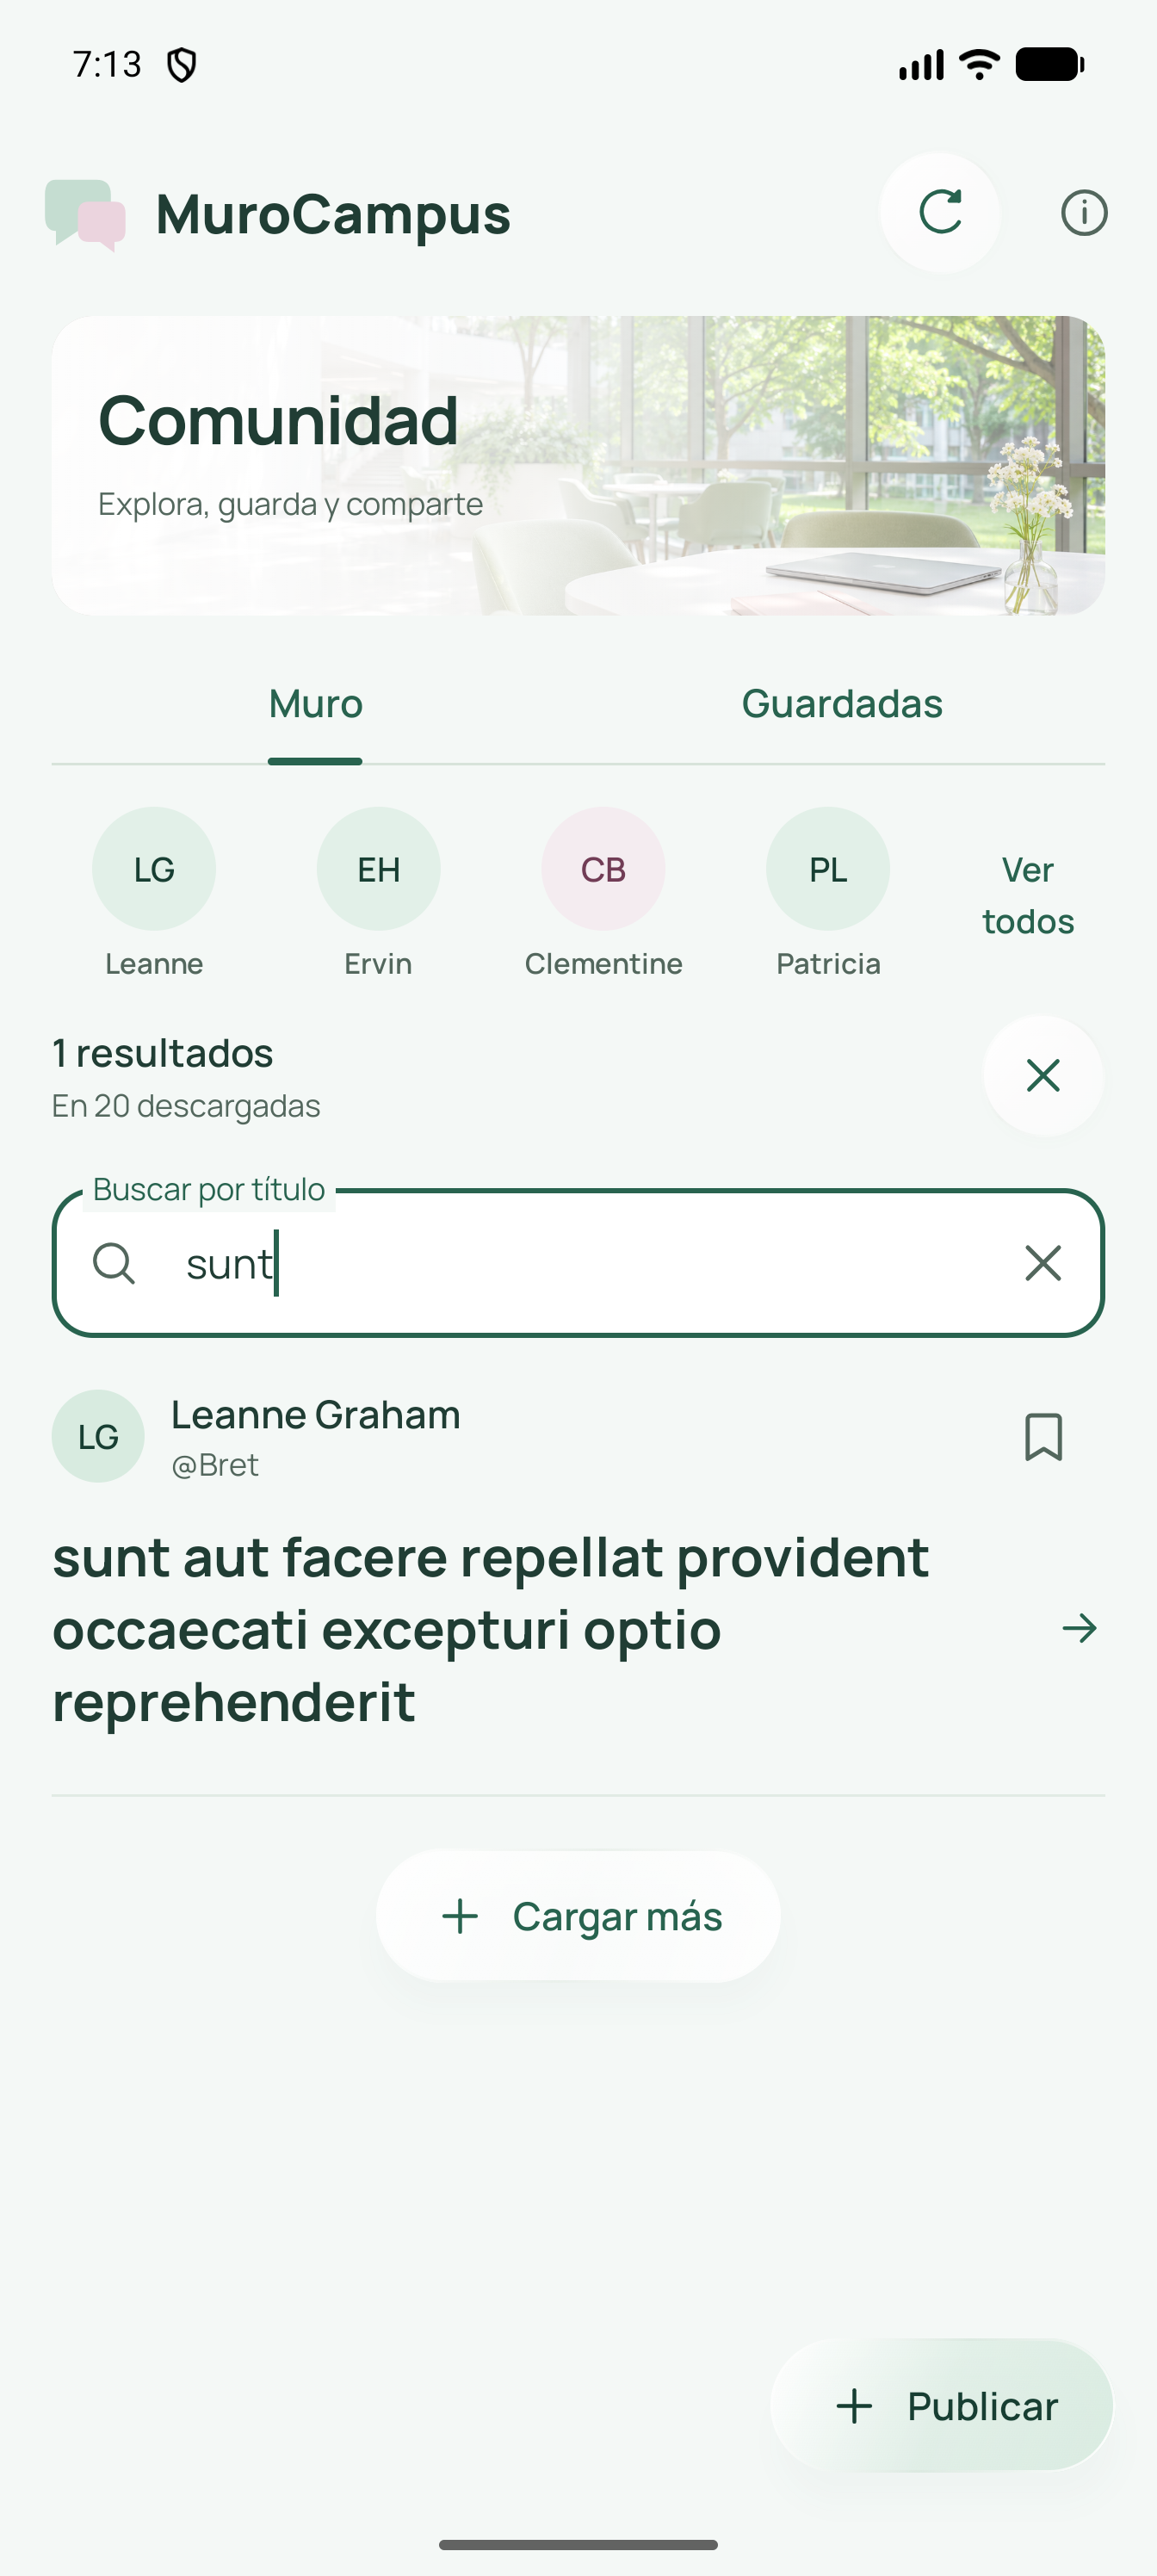 7:13
MuroCampus
Comunidad
Explora, guarda y comparte
Muro
Guardadas
LG
EH
CB
PL
Ver
todos
Leanne
Ervin
Clementine
Patricia
1 resultados
En 20 descargadas
Buscar por título
sunt
LG
Leanne Graham
@Bret
sunt aut facere repellat provident
occaecati excepturi optio
reprehenderit
Cargar más
Publicar